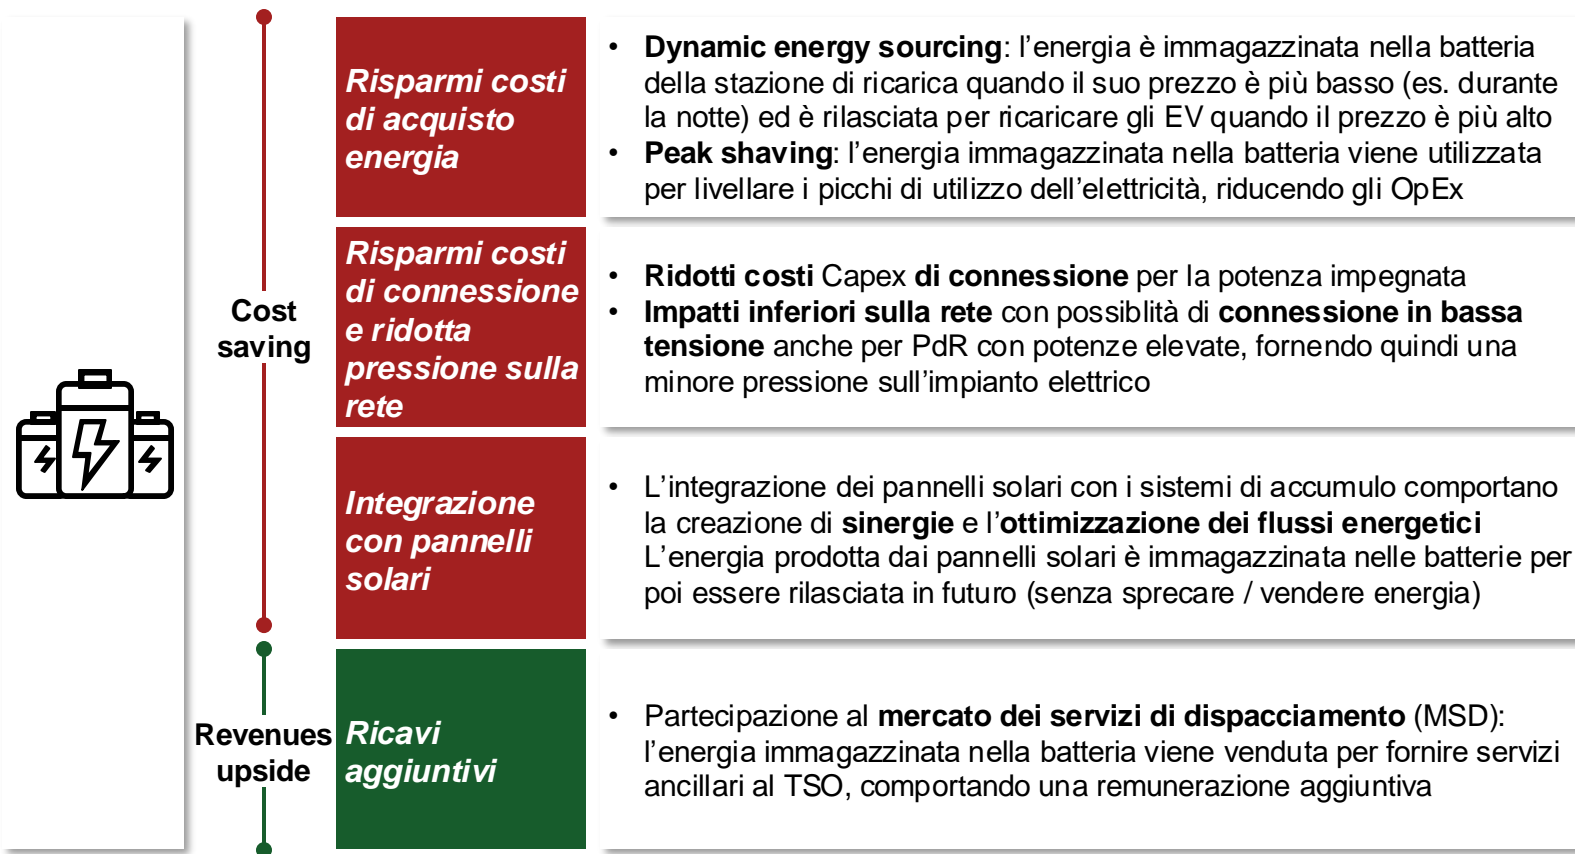 Cost
saving
Risparmi costi
di acquisto
energia
• Dynamic energy sourcing: l’energia è immagazzinata nella batteria
della stazione di ricarica quando il suo prezzo è più basso (es. durante
la notte) ed è rilasciata per ricaricare gli EV quando il prezzo è più alto
• Peak shaving: l’energia immagazzinata nella batteria viene utilizzata
per livellare i picchi di utilizzo dell’elettricità, riducendo gli OpEx
Risparmi costi
di connessione
e ridotta
pressione sulla
rete
• Ridotti costi Capex di connessione per la potenza impegnata
• Impatti inferiori sulla rete con possiblità di connessione in bassa
tensione anche per PdR con potenze elevate, fornendo quindi una
minore pressione sull’impianto elettrico
Integrazione
con pannelli
solari
• L’integrazione dei pannelli solari con i sistemi di accumulo comportano
la creazione di sinergie e l’ottimizzazione dei flussi energetici
L’energia prodotta dai pannelli solari è immagazzinata nelle batterie per
poi essere rilasciata in futuro (senza sprecare / vendere energia)
Revenues
upside
Ricavi
aggiuntivi
• Partecipazione al mercato dei servizi di dispacciamento (MSD):
l’energia immagazzinata nella batteria viene venduta per fornire servizi
ancillari al TSO, comportando una remunerazione aggiuntiva